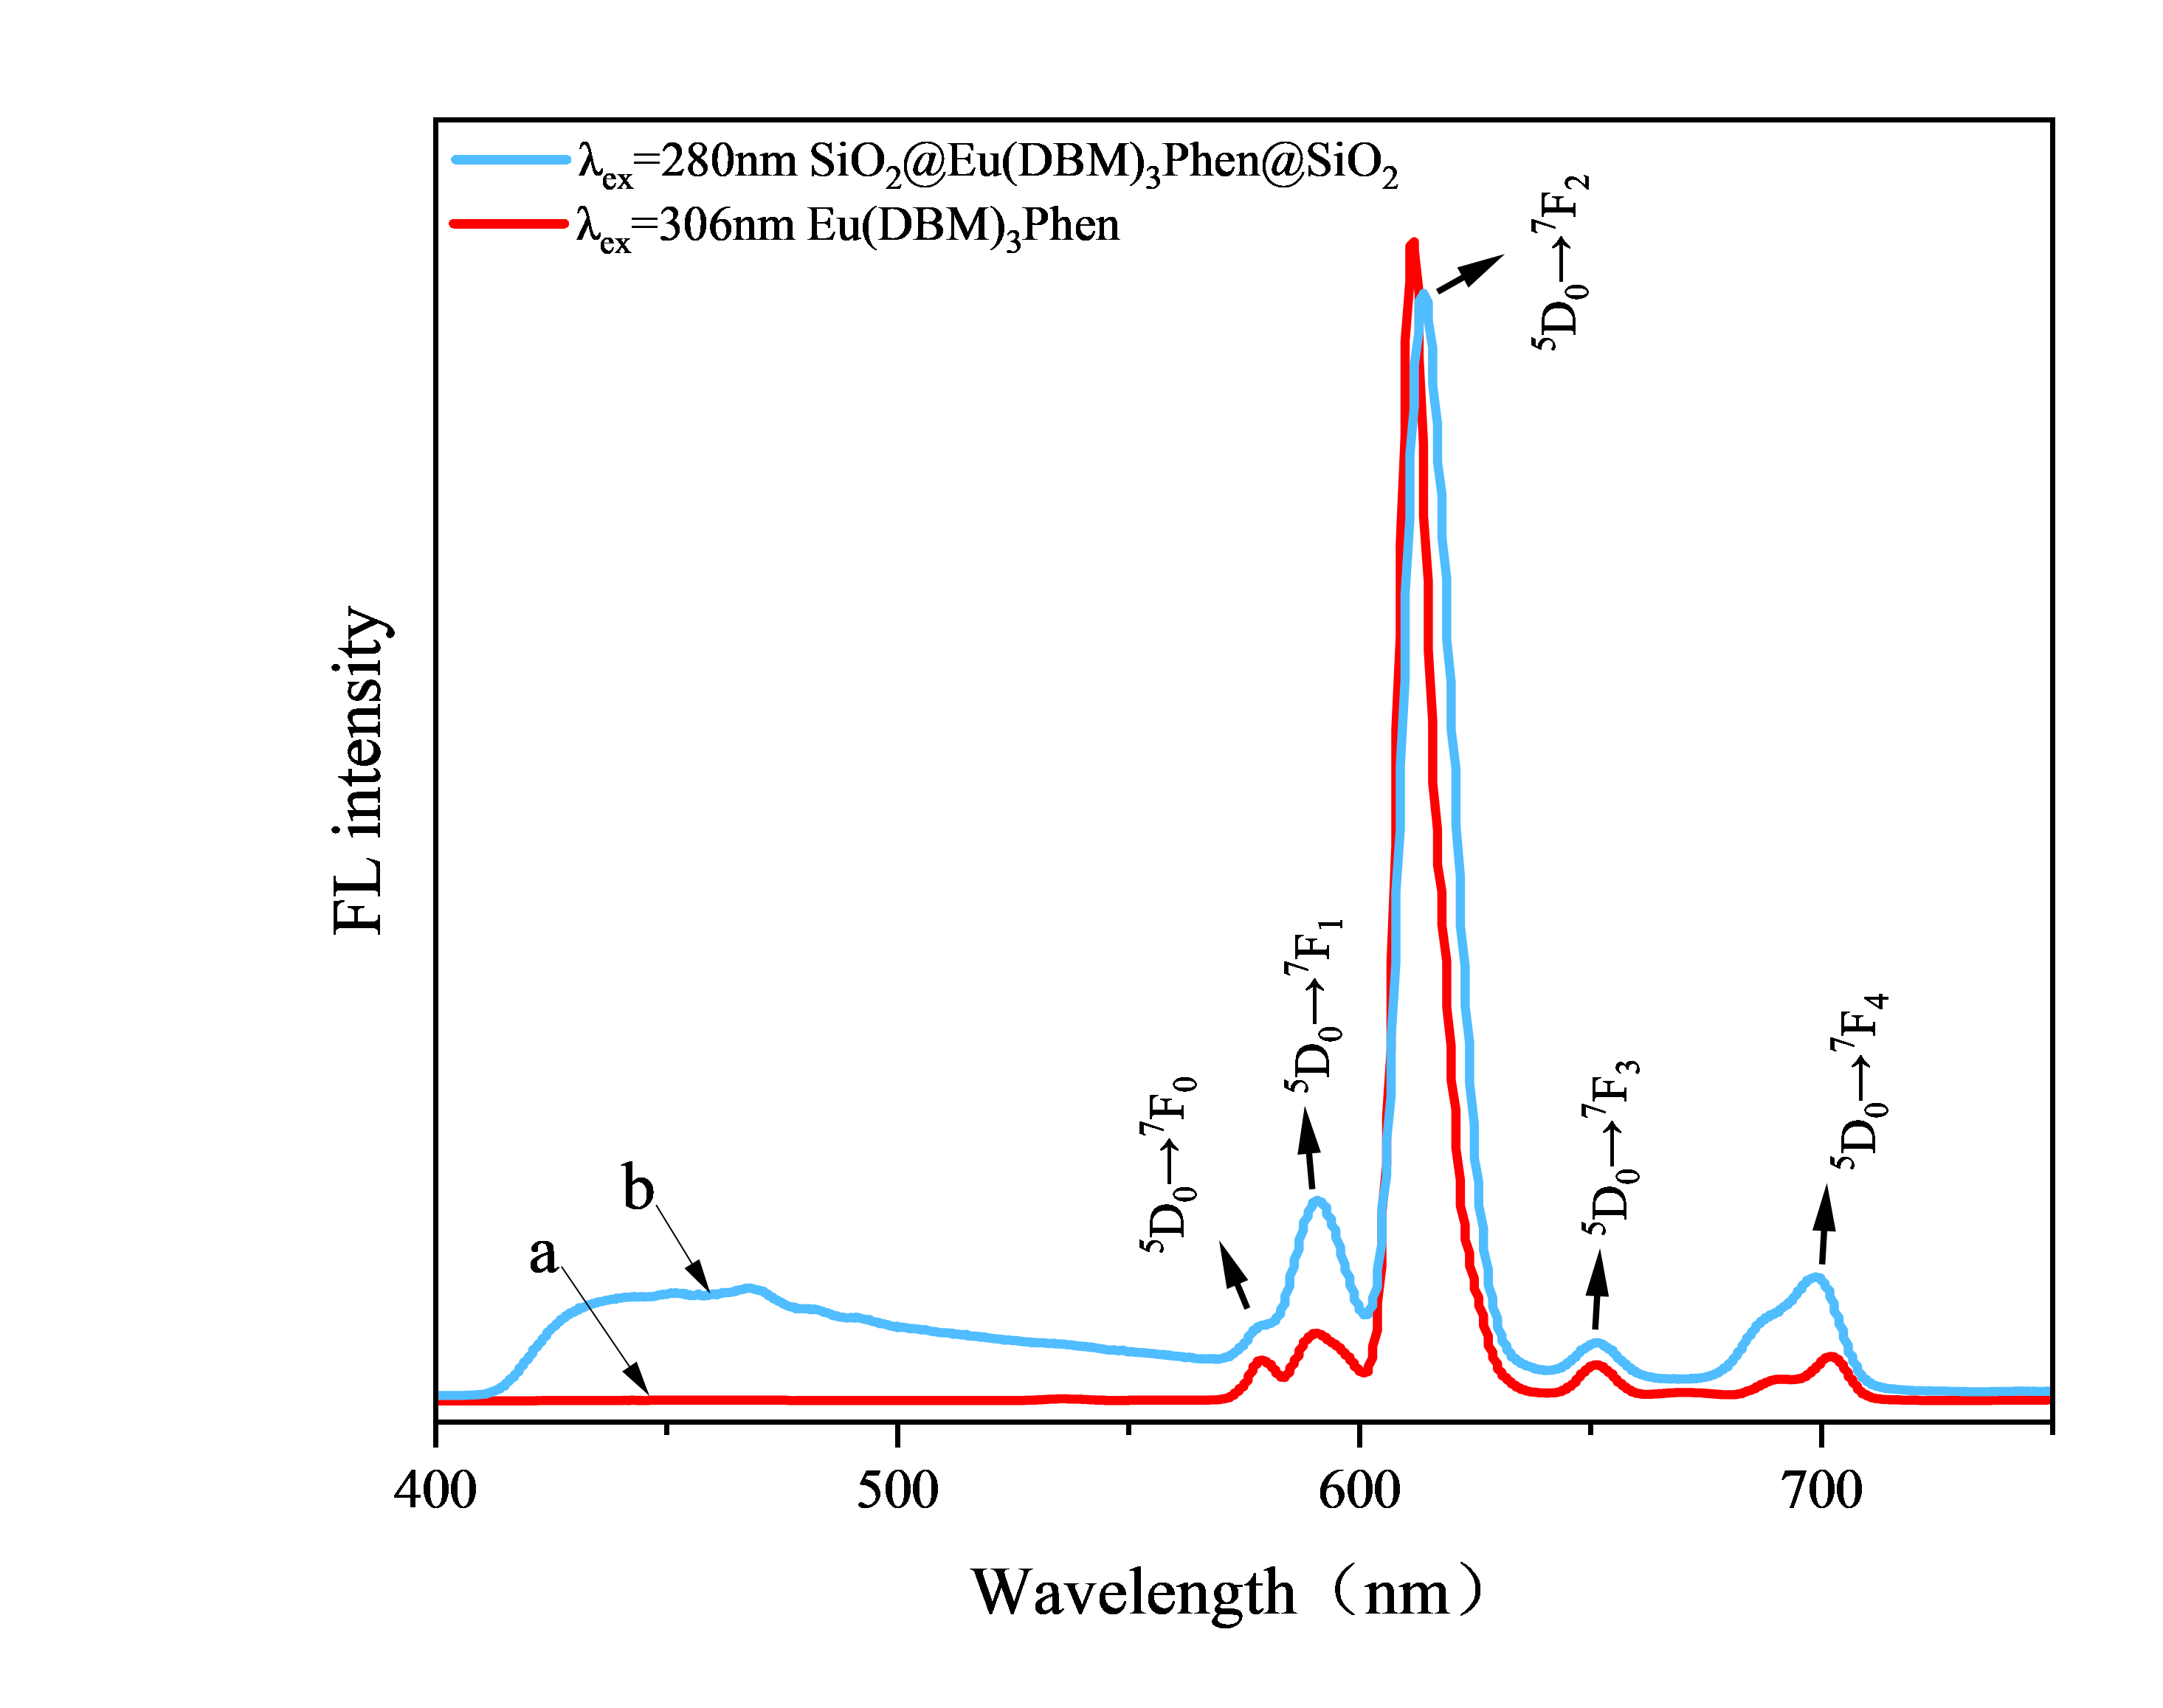 λex=280nm SiO2@Eu(DBM)3Phen@SiO2
λex=306nm Eu(DBM)3Phen
5D0→7F2
FL intensity
5D0→7F1
5D0→7F0
5D0→7F3
5D0→7F4
b
a
400
500
600
700
Wavelength（nm）